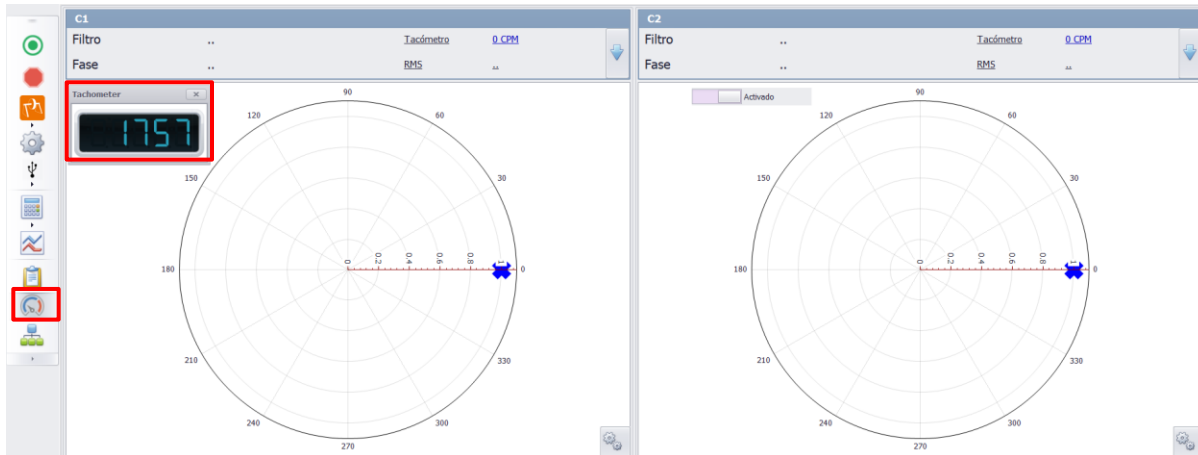 C1
Filtro .. Tacómetro 0 CPM
Fase .. RMS ..
Tachometer
1757
90
120 60
150 30
180 0 0.2 0.4 0.6 0.8 1 0
210 330
240 300
270
C2
Filtro .. Tacómetro 0 CPM
Fase .. RMS ..
Activado
90
120 60
150 30
180 0 0.2 0.4 0.6 0.8 1 0
210 330
240 300
270